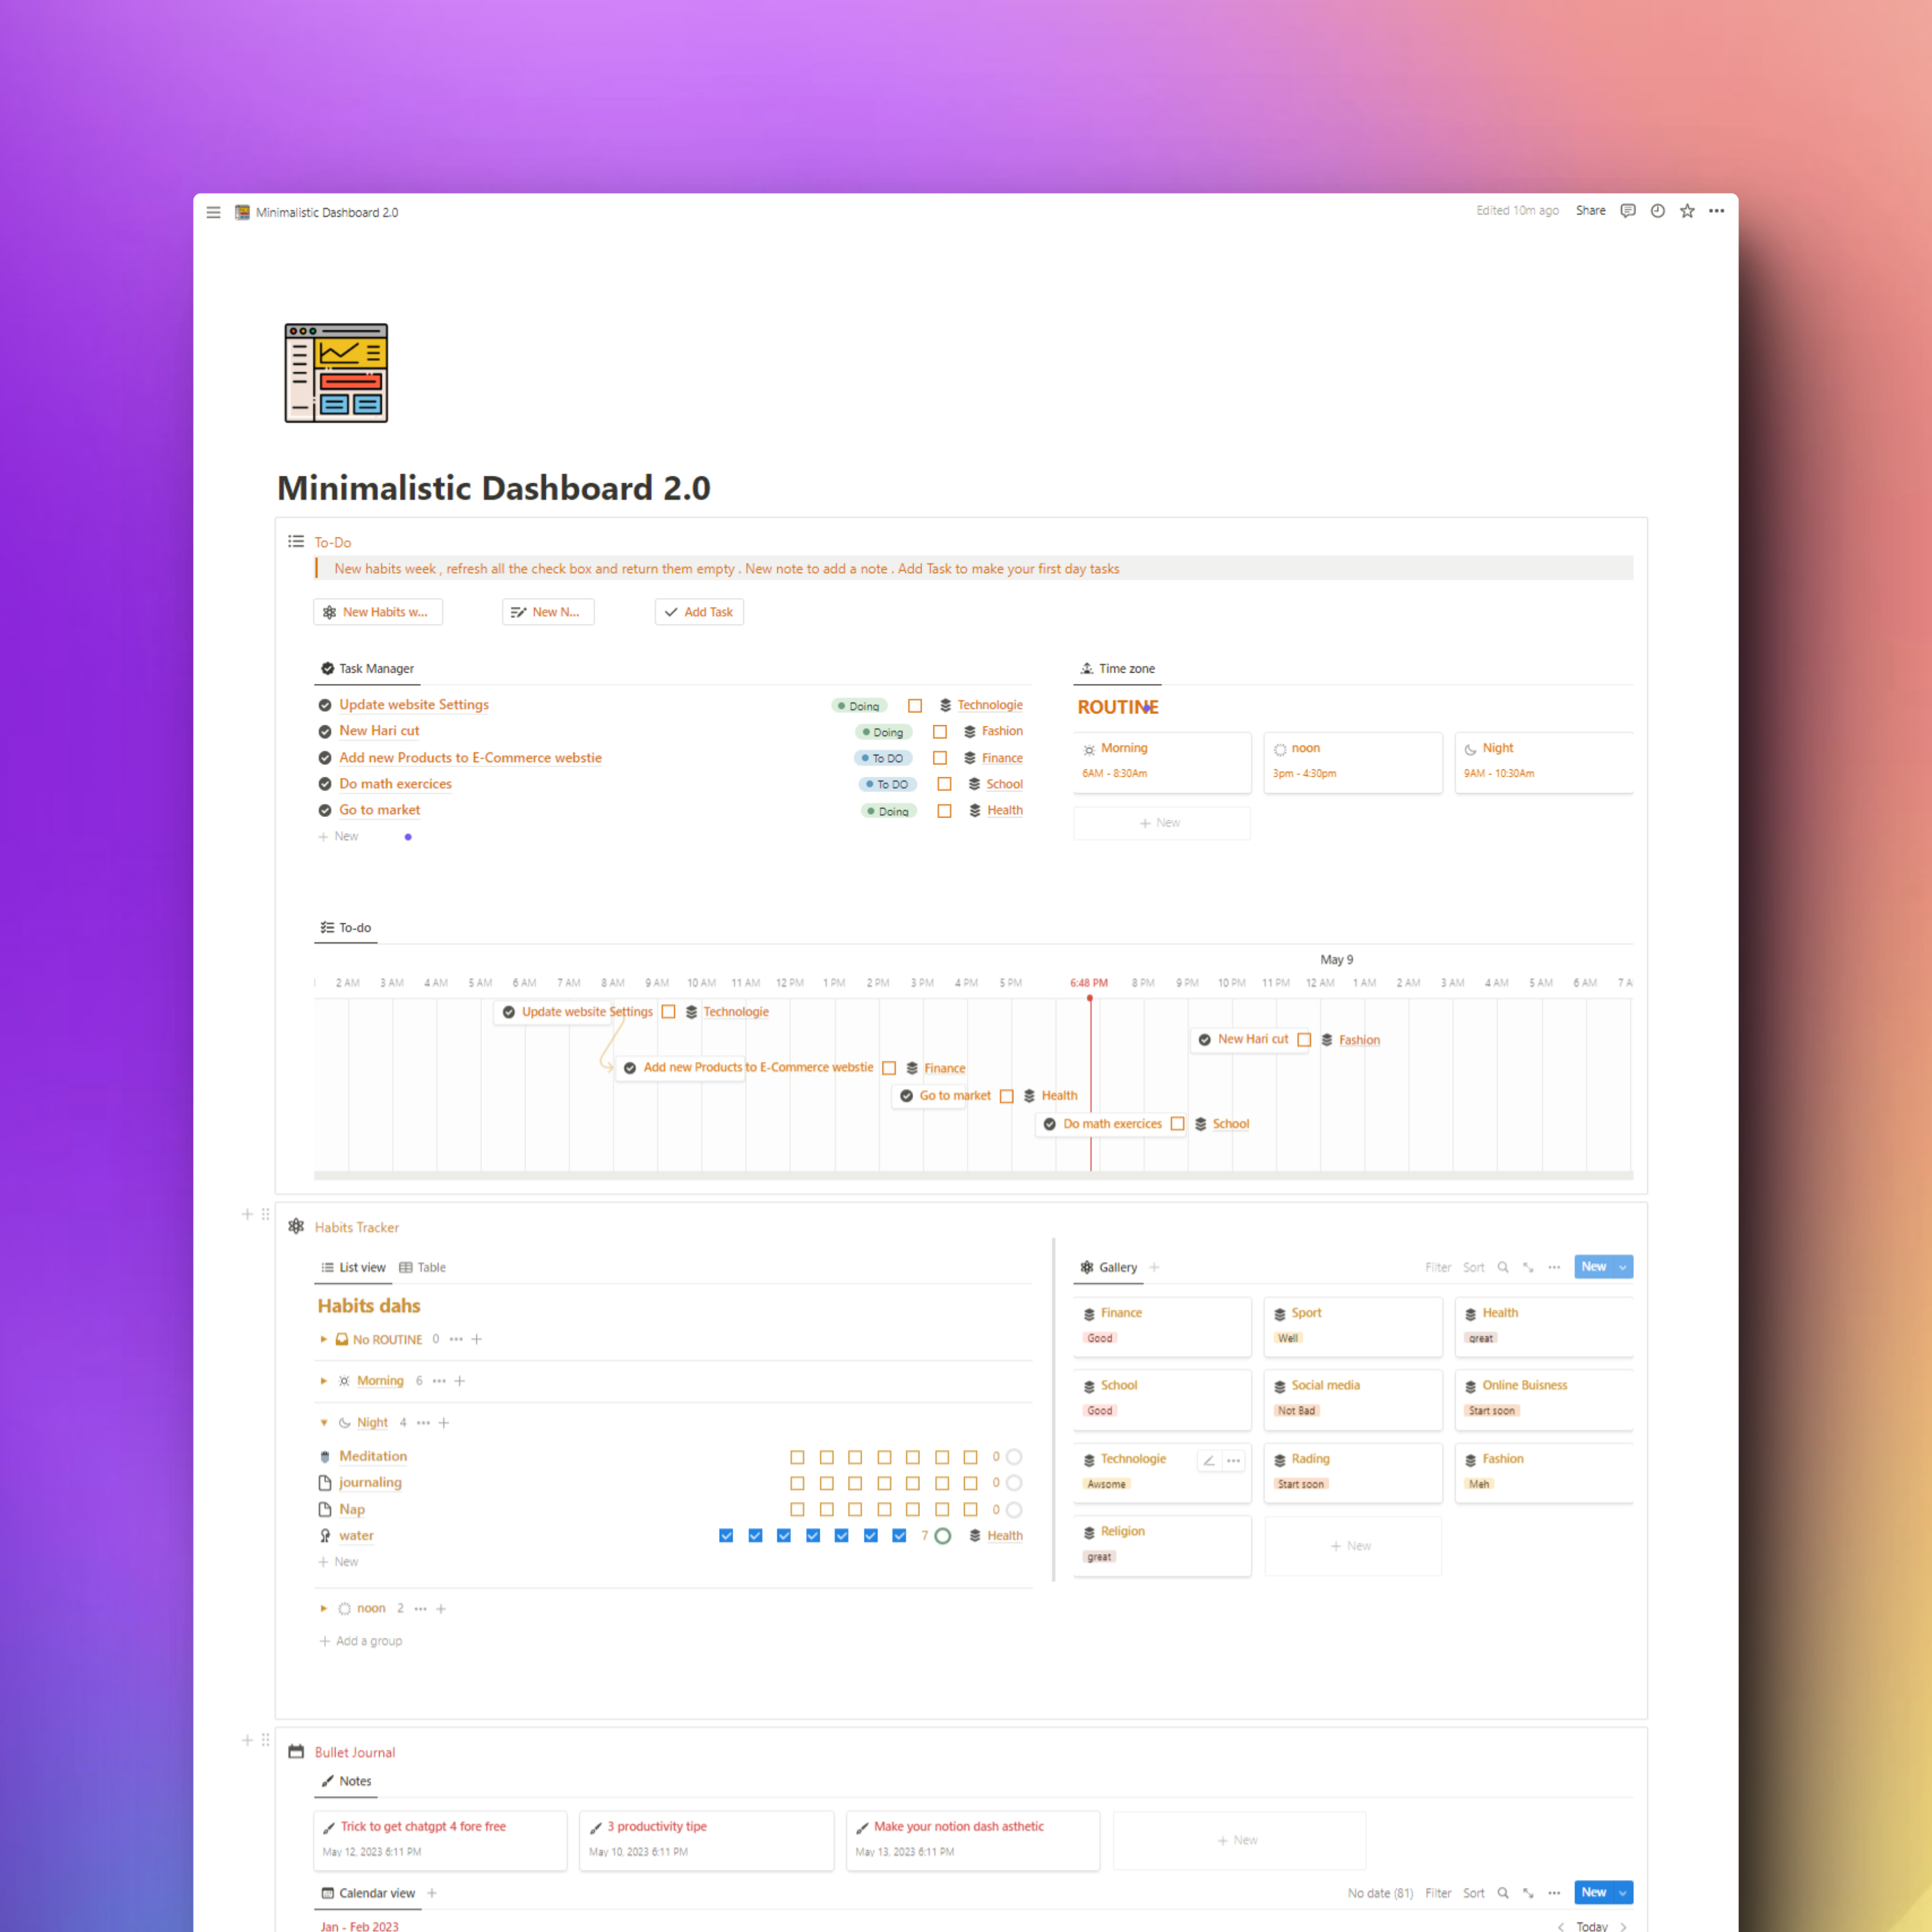 Minimalistic Dashboard 2.0
Edited 10m ago Share
Minimalistic Dashboard 2.0
To-Do
New habits week , refresh all the check box and return them empty . New note to add a note . Add Task to make your first day tasks
New Habits w... New N... Add Task
Task Manager
Update website Settings Doing Technologie
New Hari cut Doing Fashion
Add new Products to E-Commerce webstie To DO Finance
Do math exercices To DO School
Go to market Doing Health
New
Time zone
ROUTINE
Morning noon Night
6AM - 8:30Am 3pm - 4:30pm 9AM - 10:30Am
New
To-do
May 9
2 AM 3 AM 4 AM 5 AM 6 AM 7 AM 8 AM 9 AM 10 AM 11 AM 12 PM 1 PM 2 PM 3 PM 4 PM 5 PM 6:48 PM 8 PM 9 PM 10 PM 11 PM 12 AM 1 AM 2 AM 3 AM 4 AM 5 AM 6 AM 7 A
Update website Settings Technologie
New Hari cut Fashion
Add new Products to E-Commerce webstie Finance
Go to market Health
Do math exercices School
Habits Tracker
List view Table
Habits dahs
No ROUTINE 0
Morning 6
Night 4
Meditation 0
journaling 0
Nap 0
water 7 Health
New
noon 2
Add a group
Gallery Filter Sort New
Finance Sport Health
Good Well great
School Social media Online Buisness
Good Not Bad Start soon
Technologie Rading Fashion
Awsome Start soon Meh
Religion
great
New
Bullet Journal
Notes
Trick to get chatgpt 4 fore free 3 productivity tipe Make your notion dash asthetic
May 12, 2023 6:11 PM May 10, 2023 6:11 PM May 13, 2023 6:11 PM
New
Calendar view No date (81) Filter Sort New
Jan - Feb 2023 Today